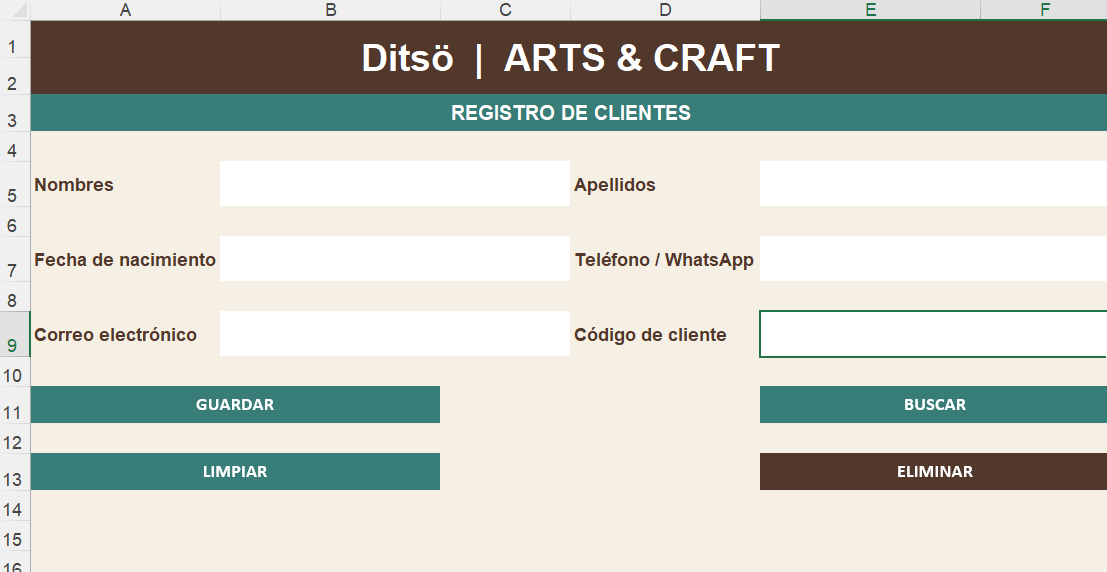 A B C D E F
1
2
Ditsö | ARTS & CRAFT
3 REGISTRO DE CLIENTES
4
5 Nombres Apellidos
6
7 Fecha de nacimiento Teléfono / WhatsApp
8
9 Correo electrónico Código de cliente
10
11 GUARDAR BUSCAR
12
13 LIMPIAR ELIMINAR
14
15
16